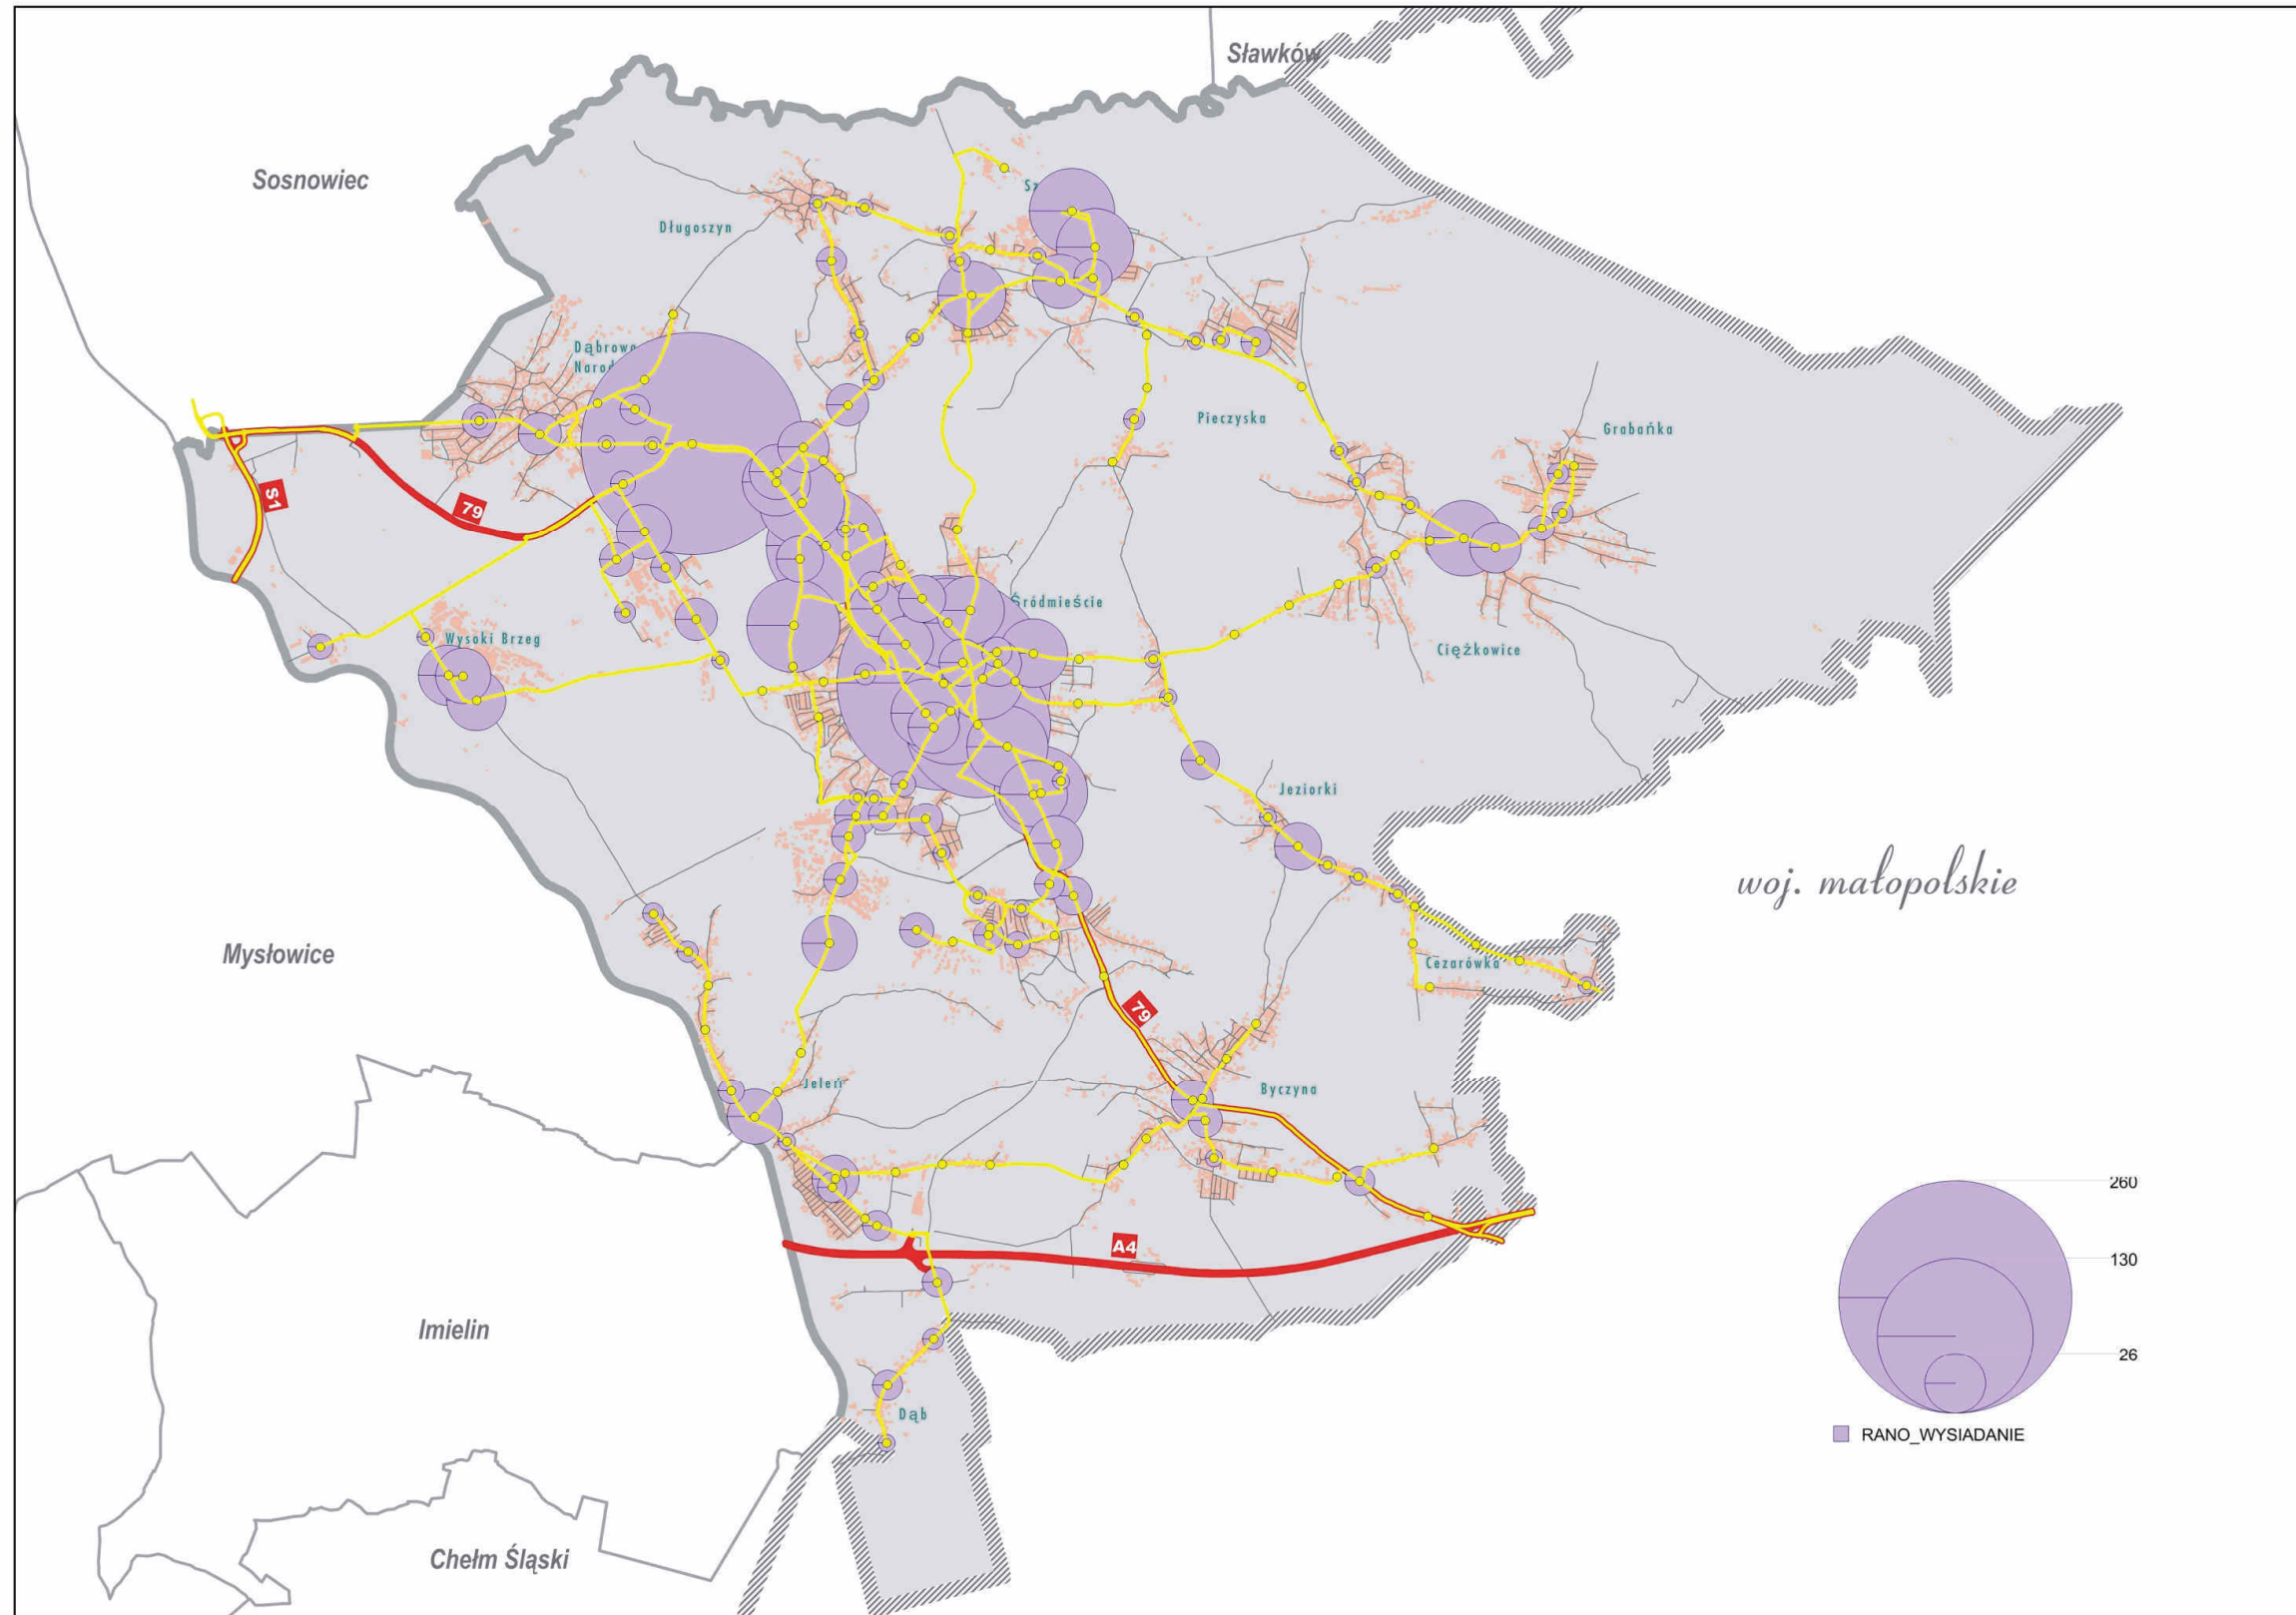 Sławków
Sosnowiec
Sz
Długoszyn
Dąbrowa
Narod
Pieczyska
Grabańka
S1
79
Śródmieście
Wysoki Brzeg
Ciężkowice
Jeziorki
woj. małopolskie
Mysłowice
Cezarówka
79
Jeleń
Byczyna
260
A4
130
Imielin
26
Dąb
RANO_WYSIADANIE
Chełm Śląski